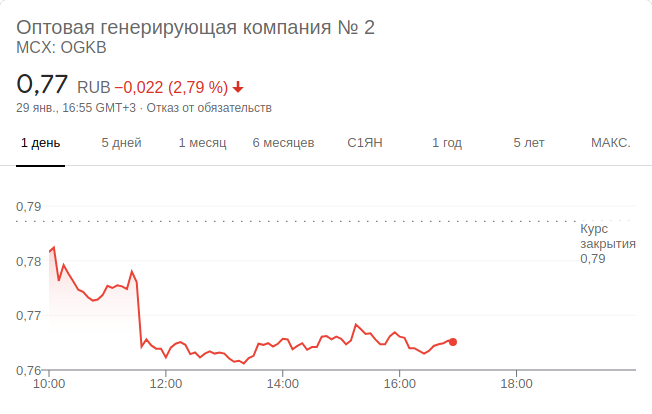 Оптовая генерирующая компания № 2
MCX: OGKB
0,77 RUB −0,022 (2,79 %)
29 янв., 16:55 GMT+3 · Отказ от обязательств
1 день 5 дней 1 месяц 6 месяцев С1ЯН 1 год 5 лет МАКС.
0,79
Курс
закрытия
0,79
0,78
0,77
0,76
10:00 12:00 14:00 16:00 18:00